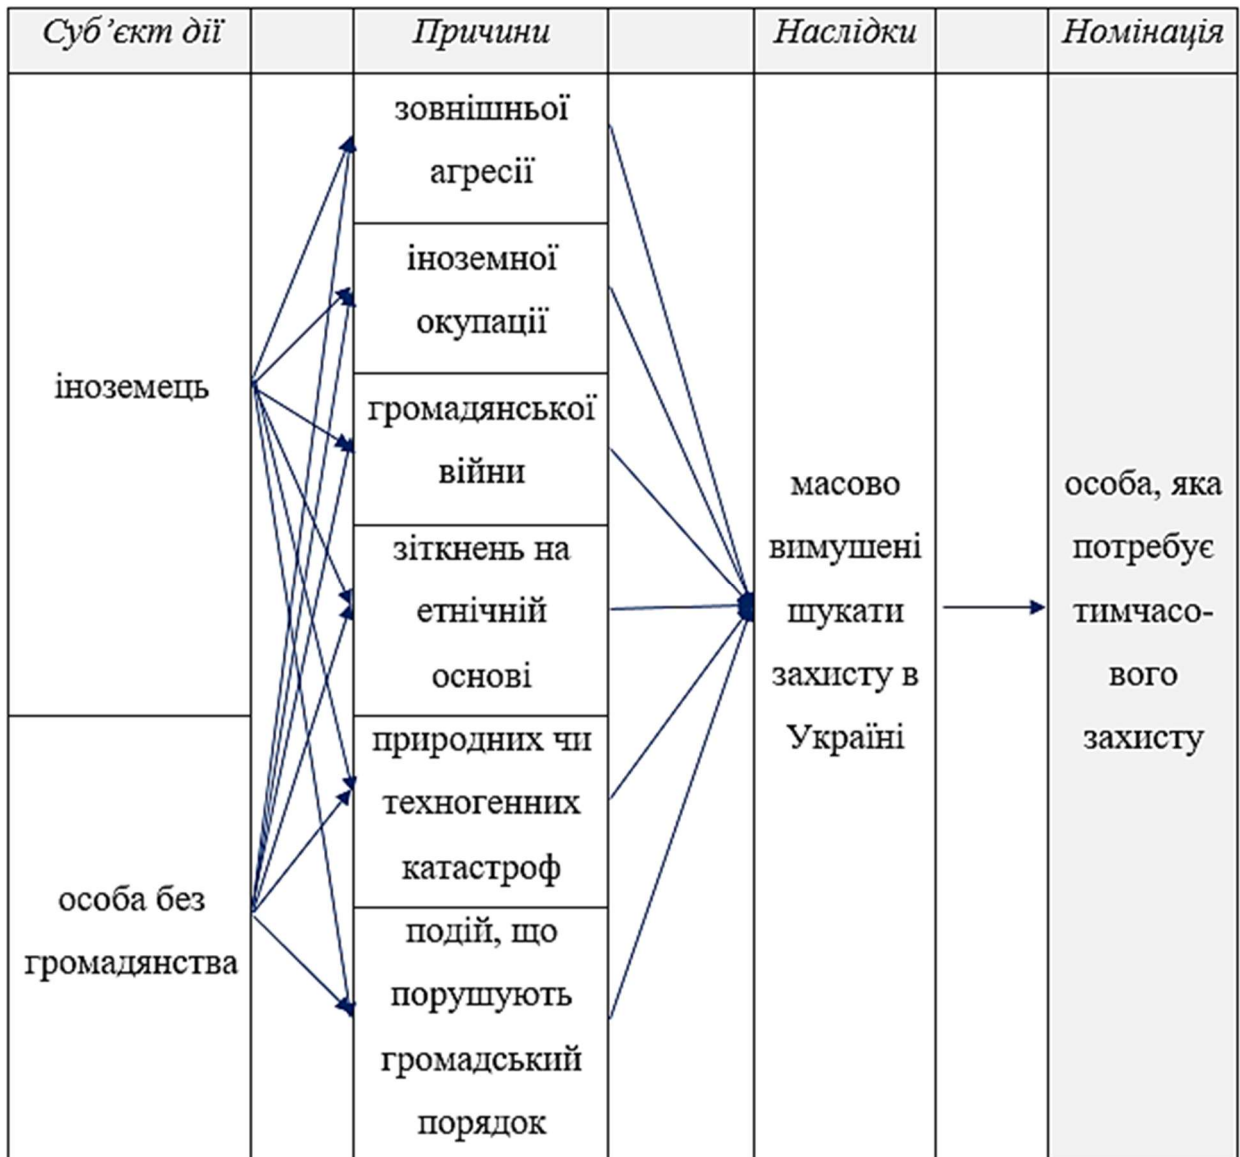 Суб’єкт дії
Причини
Наслідки
Номінація
іноземець
особа без
громадянства
зовнішньої
агресії
іноземної
окупації
громадянської
війни
зіткнень на
етнічній
основі
природних чи
техногенних
катастроф
подій, що
порушують
громадський
порядок
масово
вимушені
шукати
захисту в
Україні
особа, яка
потребує
тимчасо-
вого
захисту